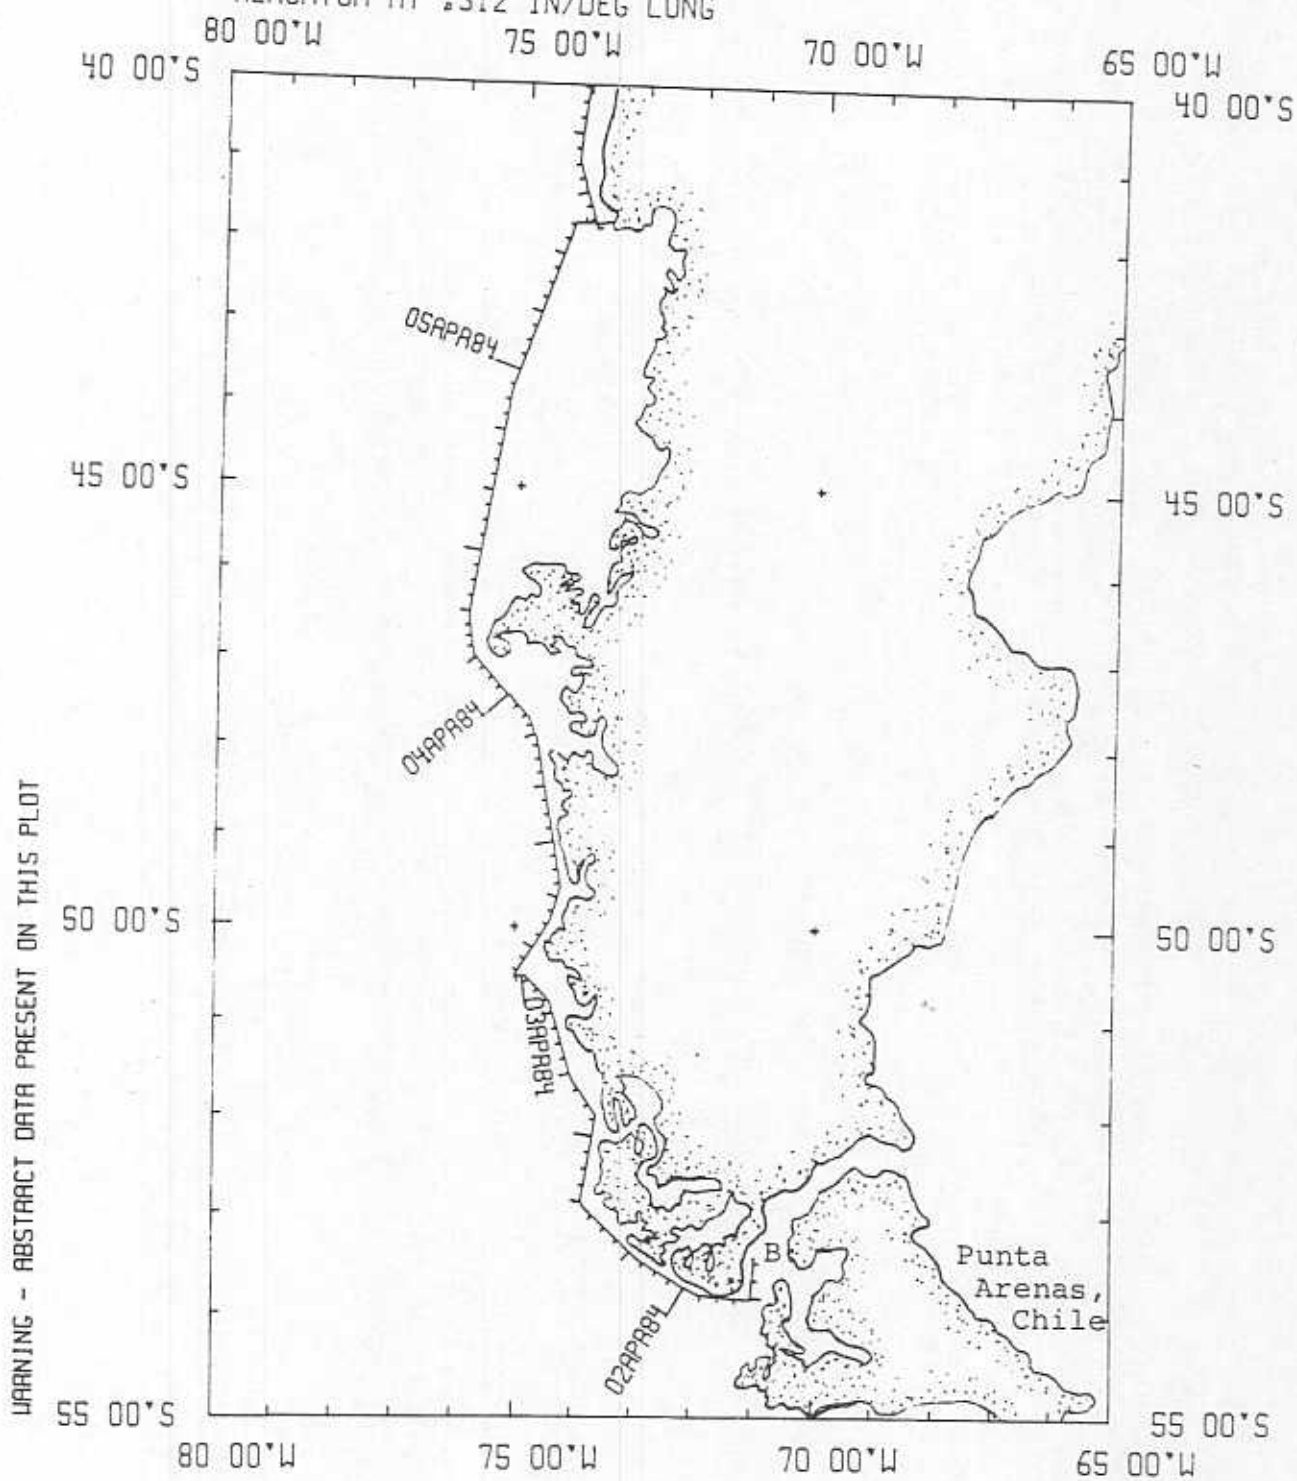 MERCATOR AT .312 IN/DEG LONG
80 00'W 75 00'W 70 00'W 65 00'W
40 00'S 40 00'S
05APR84
45 00'S 45 00'S
04APR84
50 00'S 50 00'S
03APR84
B
Punta
Arenas,
Chile
02APR84
55 00'S 55 00'S
80 00'W 75 00'W 70 00'W 65 00'W
WARNING - ABSTRACT DATA PRESENT ON THIS PLOT